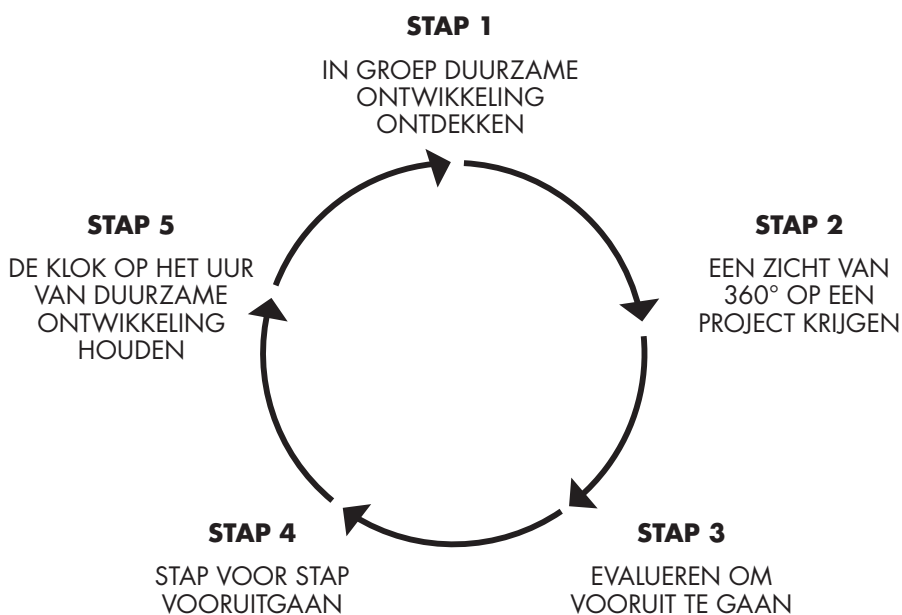 STAP 1
IN GROEP DUURZAME
ONTWIKKELING
ONTDEKKEN
STAP 2
EEN ZICHT VAN
360° OP EEN
PROJECT KRIJGEN
STAP 3
EVALUEREN OM
VOORUIT TE GAAN
STAP 4
STAP VOOR STAP
VOORUITGAAN
STAP 5
DE KLOK OP HET UUR
VAN DUURZAME
ONTWIKKELING
HOUDEN